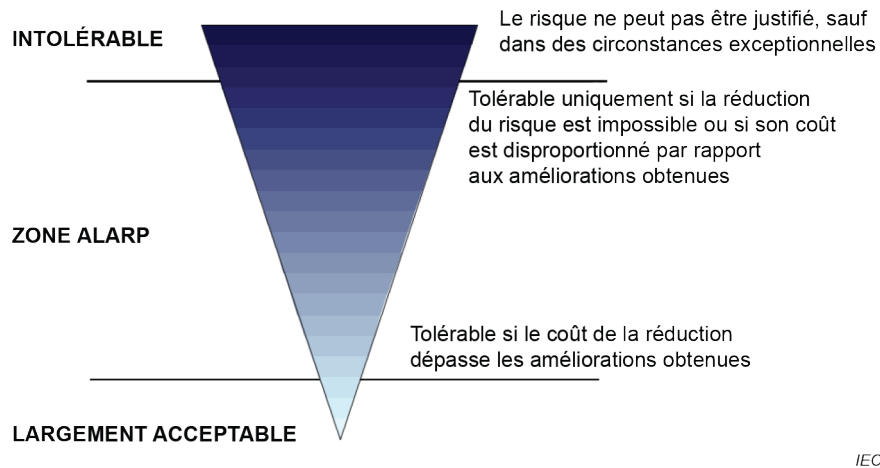 INTOLÉRABLE
Le risque ne peut pas être justifié, sauf
dans des circonstances exceptionnelles
Tolérable uniquement si la réduction
du risque est impossible ou si son coût
est disproportionné par rapport
aux améliorations obtenues
ZONE ALARP
Tolérable si le coût de la réduction
dépasse les améliorations obtenues
LARGEMENT ACCEPTABLE
IEC